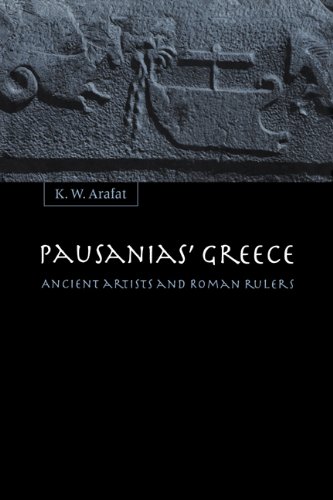 K. W. Arafat
PAUSANIAS' GREECE
ANCIENT ARTISTS AND ROMAN RULERS